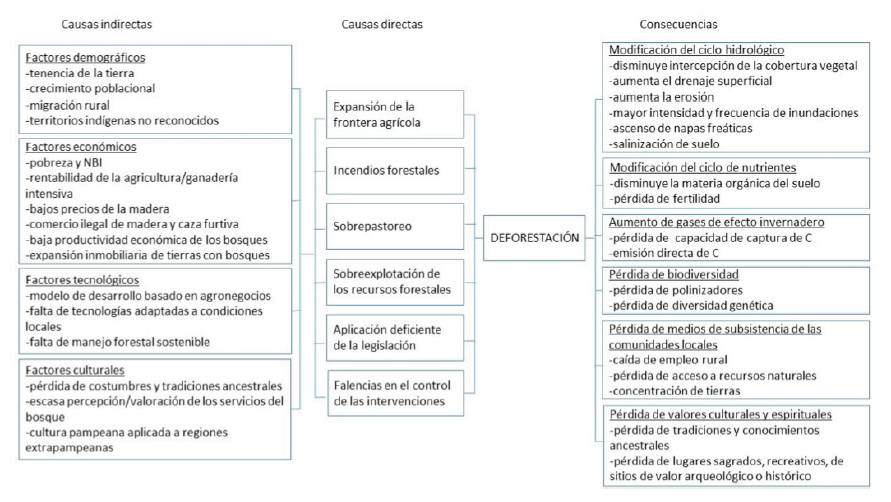 Causas indirectas
Causas directas
Consecuencias
Factores demográficos
-tenencia de la tierra
-crecimiento poblacional
-migración rural
-territorios indígenas no reconocidos
Factores económicos
-pobreza y NBI
-rentabilidad de la agricultura/ganadería
intensiva
-bajos precios de la madera
-comercio ilegal de madera y caza furtiva
-baja productividad económica de los bosques
-expansión inmobiliaria de tierras con bosques
Factores tecnológicos
-modelo de desarrollo basado en agronegocios
-falta de tecnologías adaptadas a condiciones
locales
-falta de manejo forestal sostenible
Factores culturales
-pérdida de costumbres y tradiciones ancestrales
-escasa percepción/valoración de los servicios del
bosque
-cultura pampeana aplicada a regiones
extrapampeanas
Expansión de la
frontera agrícola
Incendios forestales
Sobrepastoreo
Sobreexplotación de
los recursos forestales
Aplicación deficiente
de la legislación
Falencias en el control
de las intervenciones
DEFORESTACIÓN
Modificación del ciclo hidrológico
-disminuye intercepción de la cobertura vegetal
-aumenta el drenaje superficial
-aumenta la erosión
-mayor intensidad y frecuencia de inundaciones
-ascenso de napas freáticas
-salinización de suelo
Modificación del ciclo de nutrientes
-disminuye la materia orgánica del suelo
-pérdida de fertilidad
Aumento de gases de efecto invernadero
-pérdida de capacidad de captura de C
-emisión directa de C
Pérdida de biodiversidad
-pérdida de polinizadores
-pérdida de diversidad genética
Pérdida de medios de subsistencia de las
comunidades locales
-caída de empleo rural
-pérdida de acceso a recursos naturales
-concentración de tierras
Pérdida de valores culturales y espirituales
-pérdida de tradiciones y conocimientos
ancestrales
-pérdida de lugares sagrados, recreativos, de
sitios de valor arqueológico o histórico